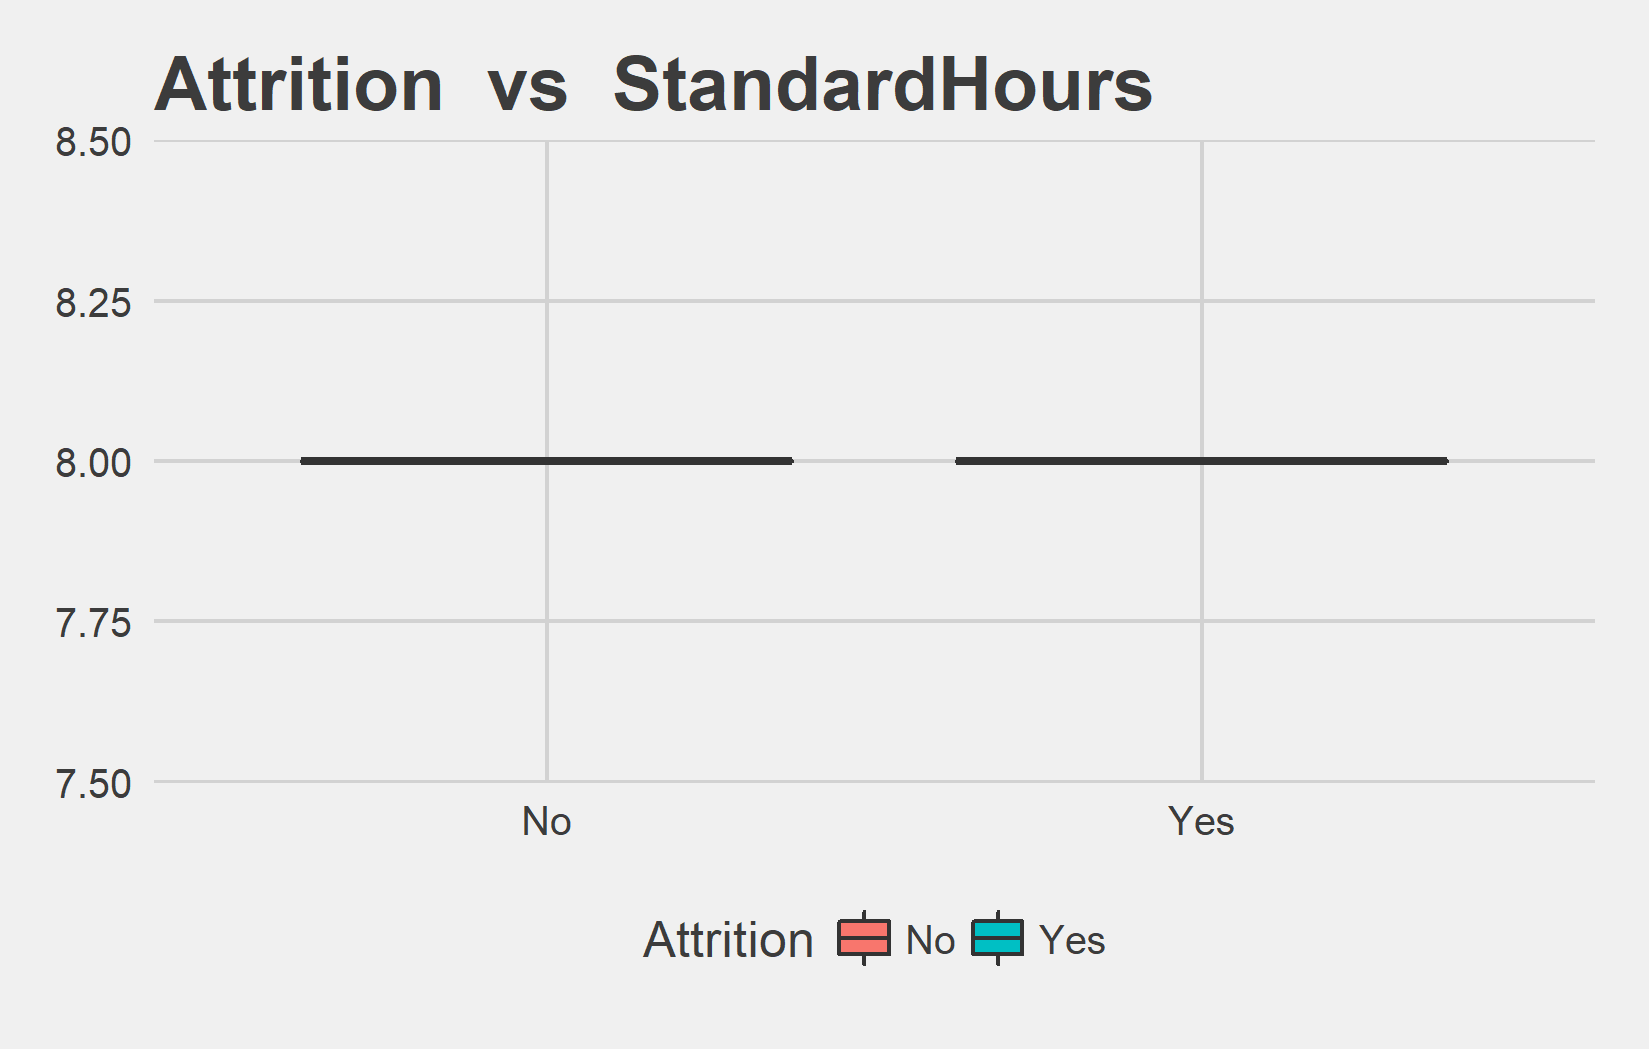 Attrition vs StandardHours
8.50
8.25
8.00
7.75
7.50
No Yes
Attrition No Yes